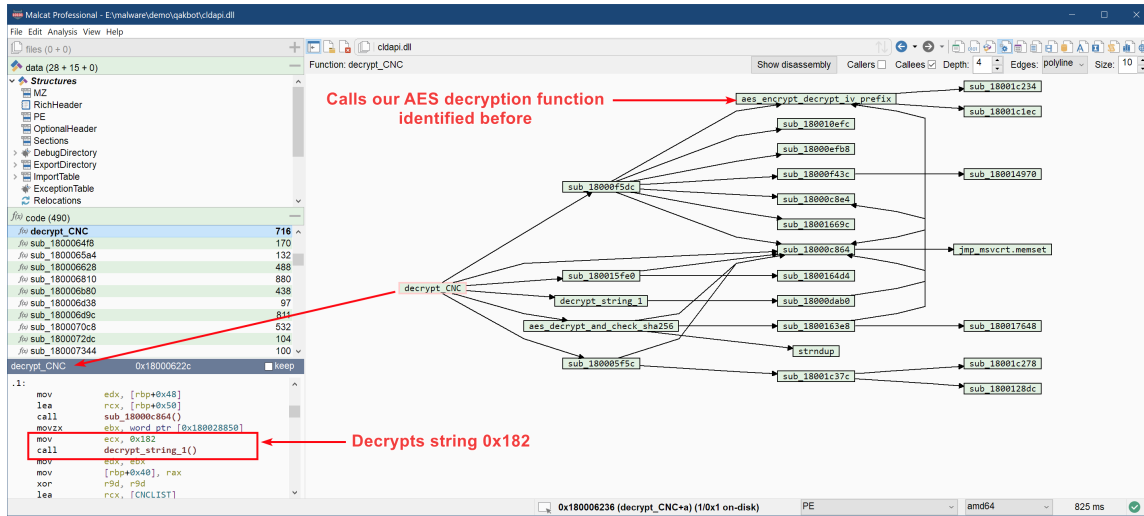 Malcat Professional - E:\malware\demo\qakbot\cldapi.dll
File Edit Analysis View Help
files (0 + 0)
cldapi.dll
data (28 + 15 + 0)
Function: decrypt_CNC
Show disassembly
Callers
Callees
Depth:
4
Edges:
polyline
Size:
10
Structures
MZ
RichHeader
PE
OptionalHeader
Sections
DebugDirectory
ExportDirectory
ImportTable
ExceptionTable
Relocations
f(x) code (490)
f(x) decrypt_CNC 716
f(x) sub_1800064f8 170
f(x) sub_1800065a4 132
f(x) sub_180006628 488
f(x) sub_180006810 880
f(x) sub_180006b80 438
f(x) sub_180006d38 97
f(x) sub_180006d9c 811
f(x) sub_1800070c8 532
f(x) sub_1800072dc 104
f(x) sub_180007344 100
decrypt_CNC 0x18000622c keep
.1:
mov edx, [rbp+0x48]
lea rcx, [rbp+0x50]
call sub_18000c864()
movzx ebx, word ptr [0x180028850]
mov ecx, 0x182
call decrypt_string_1()
mov edx, ebx
mov [rbp+0x40], rax
xor r9d, r9d
lea rcx, [CNCLIST]
Calls our AES decryption function
identified before
Decrypts string 0x182
decrypt_CNC
sub_18000f5dc
sub_180015fe0
decrypt_string_1
aes_decrypt_and_check_sha256
sub_180005f5c
aes_encrypt_decrypt_iv_prefix
sub_180010efc
sub_18000efb8
sub_18000f43c
sub_18000c8e4
sub_18001669c
sub_18000c864
sub_1800164d4
sub_18000dab0
sub_1800163e8
strndup
sub_18001c37c
sub_18001c234
sub_18001c1ec
sub_180014970
jmp_msvcrt.memset
sub_180017648
sub_18001c278
sub_1800128dc
0x180006236 (decrypt_CNC+a) (1/0x1 on-disk)
PE
amd64
825 ms